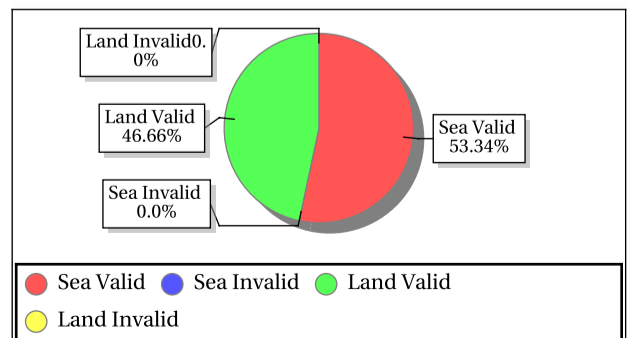 Land Invalid0.
0%
Land Valid
46.66%
Sea Valid
53.34%
Sea Invalid
0.0%
Sea Valid Sea Invalid Land Valid
Land Invalid